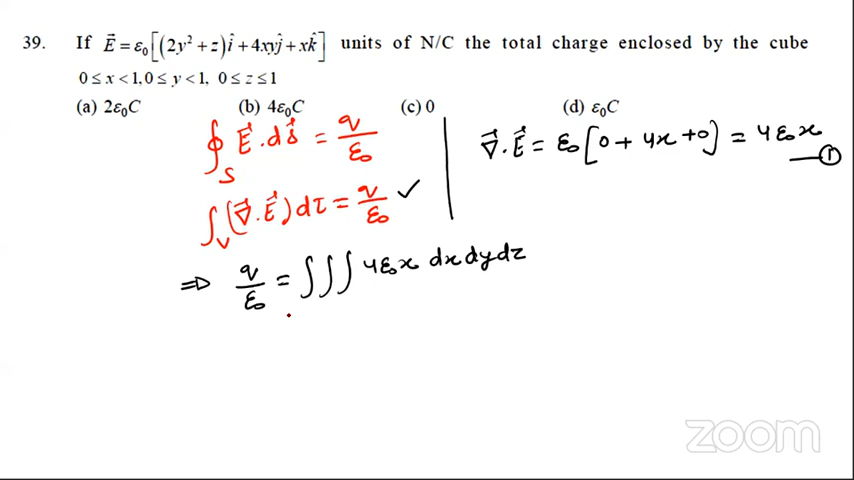 39. If E⃗ = ε₀[(2y² + z)î + 4xyĵ + xk̂] units of N/C the total charge enclosed by the cube
0 ≤ x < 1, 0 ≤ y < 1, 0 ≤ z ≤ 1
(a) 2ε₀C (b) 4ε₀C (c) 0 (d) ε₀C
∮_S E⃗ . ds⃗ = q/ε₀
∫_V (∇⃗ . E⃗) dτ = q/ε₀ ✓
∇⃗ . E⃗ = ε₀[0 + 4x + 0] = 4ε₀x
—①
⇒ q/ε₀ = ∫∫∫ 4ε₀x dx dy dz
zoom